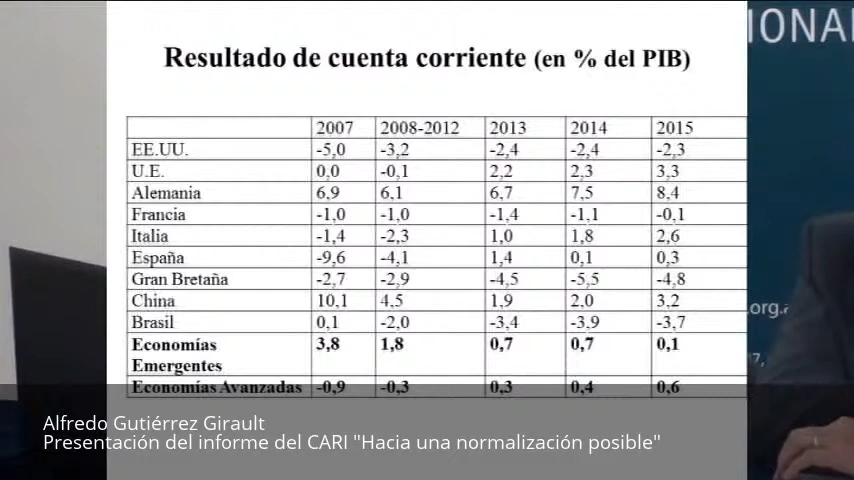 IONA
Resultado de cuenta corriente (en % del PIB)
2007 2008-2012 2013 2014 2015
EE.UU. -5,0 -3,2 -2,4 -2,4 -2,3
U.E. 0,0 -0,1 2,2 2,3 3,3
Alemania 6,9 6,1 6,7 7,5 8,4
Francia -1,0 -1,0 -1,4 -1,1 -0,1
Italia -1,4 -2,3 1,0 1,8 2,6
España -9,6 -4,1 1,4 0,1 0,3
Gran Bretaña -2,7 -2,9 -4,5 -5,5 -4,8
China 10,1 4,5 1,9 2,0 3,2
.org.a
Brasil 0,1 -2,0 -3,4 -3,9 -3,7
Economías 3,8 1,8 0,7 0,7 0,1
Emergentes
17,
Economías Avanzadas -0,9 -0,3 0,3 0,4 0,6
Alfredo Gutiérrez Girault
Presentación del informe del CARI "Hacia una normalización posible"